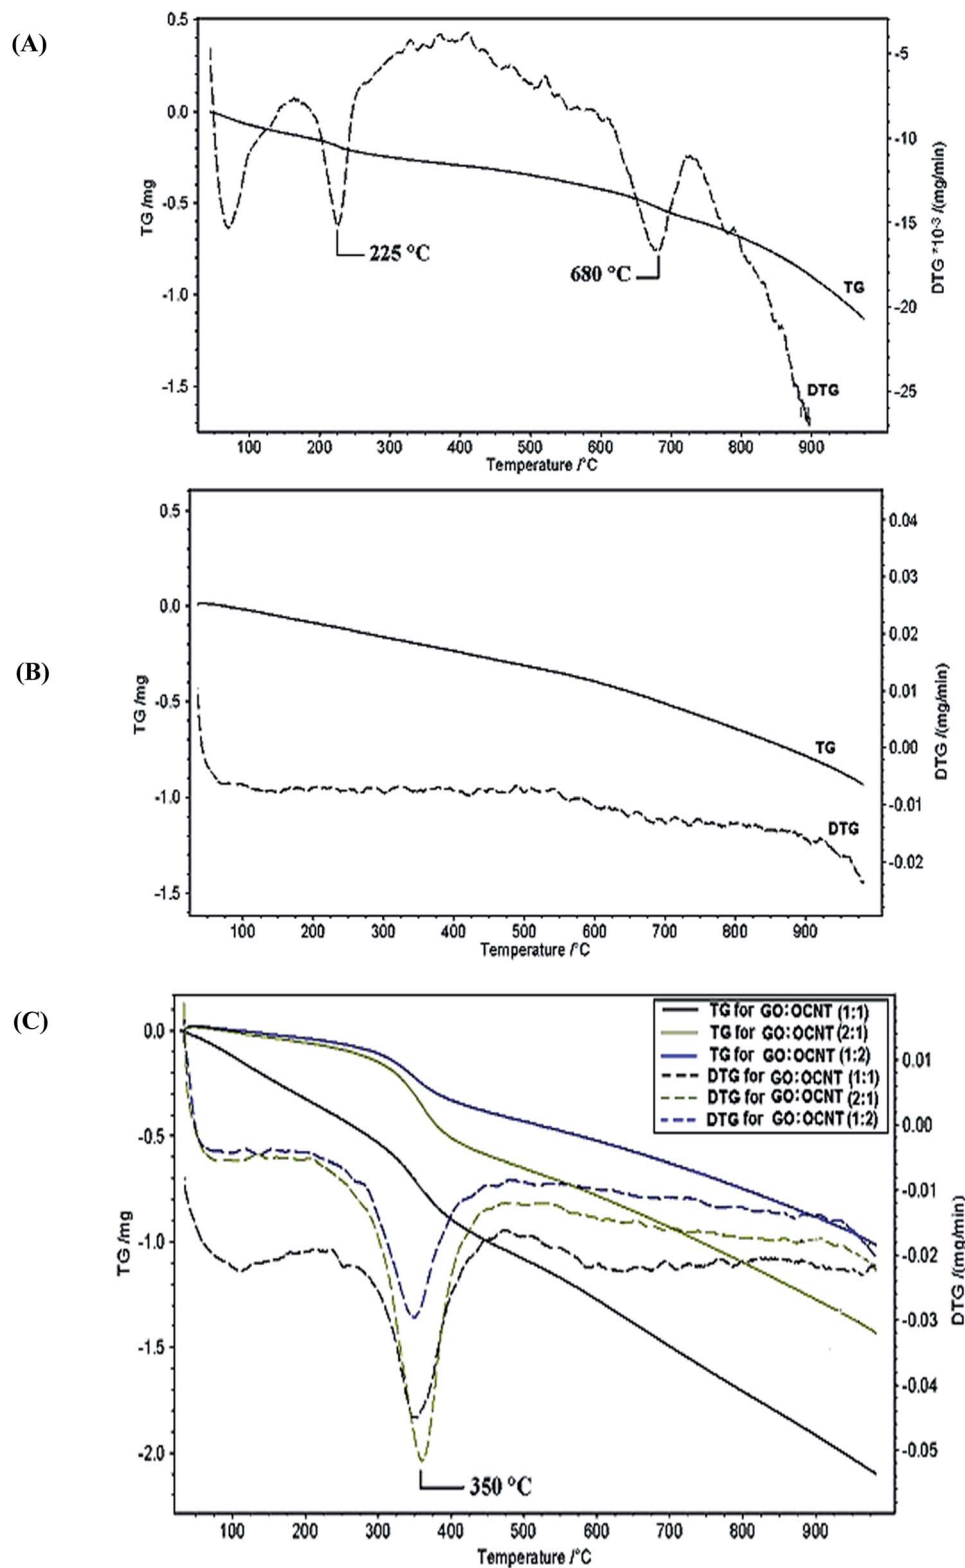 (A)
TG /mg
0.5
0.0
-0.5
-1.0
-1.5
225 °C
680 °C
TG
DTG
-5
-10
-15
-20
-25
DTG *10⁻³ /(mg/min)
100 200 300 400 500 600 700 800 900
Temperature /°C
(B)
TG /mg
0.5
0.0
-0.5
-1.0
-1.5
TG
DTG
0.04
0.03
0.02
0.01
0.00
-0.01
-0.02
DTG /(mg/min)
100 200 300 400 500 600 700 800 900
Temperature /°C
(C)
TG /mg
0.0
-0.5
-1.0
-1.5
-2.0
TG for GO:OCNT (1:1)
TG for GO:OCNT (2:1)
TG for GO:OCNT (1:2)
DTG for GO:OCNT (1:1)
DTG for GO:OCNT (2:1)
DTG for GO:OCNT (1:2)
350 °C
0.01
0.00
-0.01
-0.02
-0.03
-0.04
-0.05
DTG /(mg/min)
100 200 300 400 500 600 700 800 900
Temperature /°C